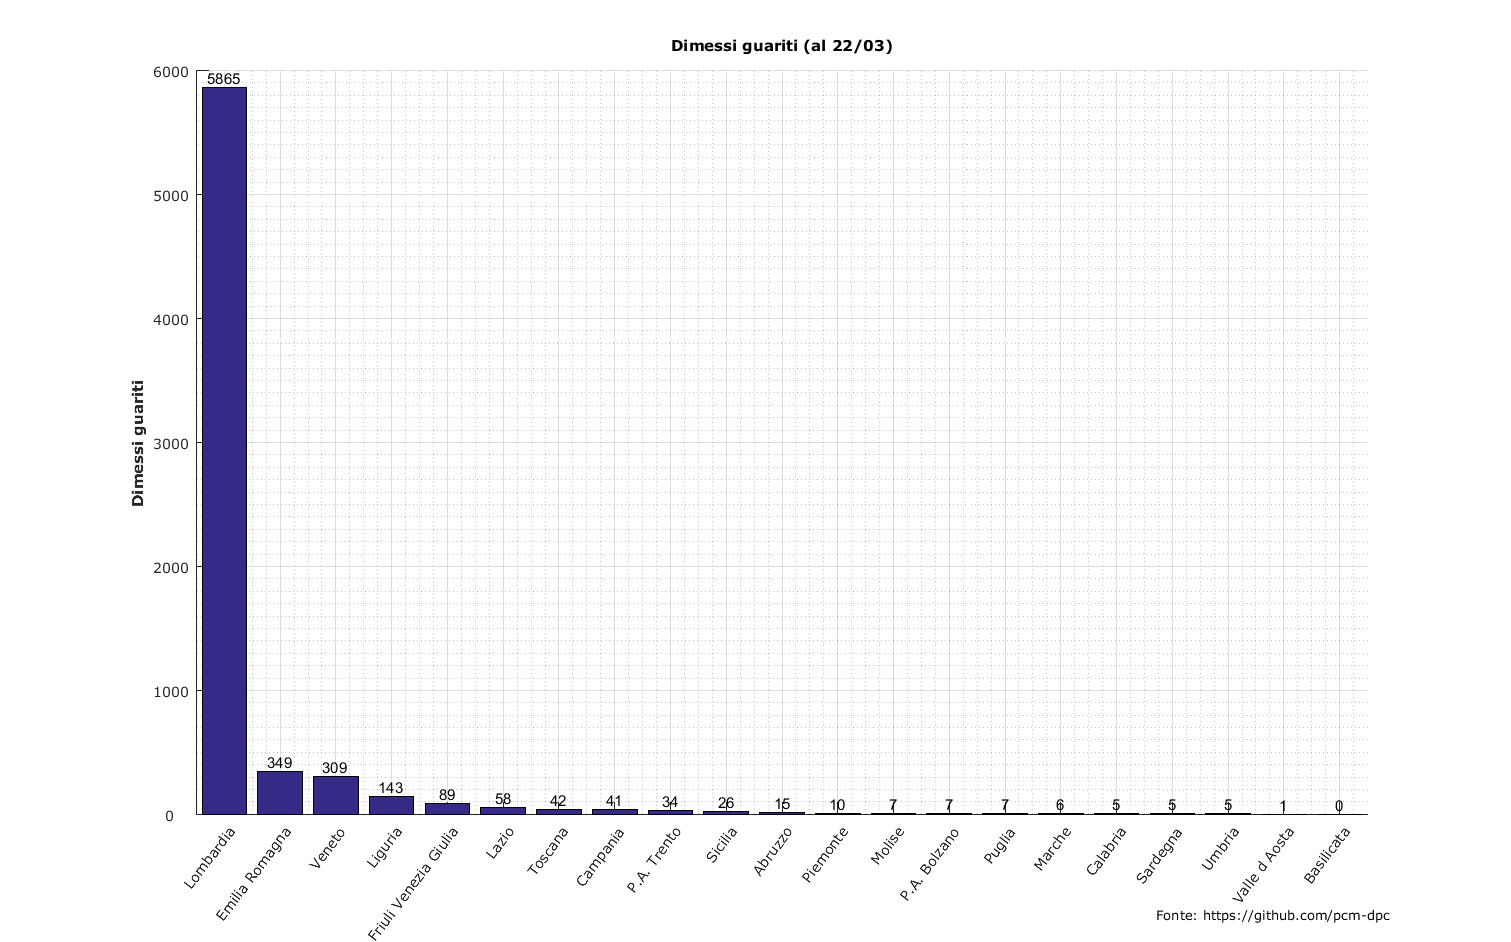 Dimessi guariti (al 22/03)
Dimessi guariti
6000
5000
4000
3000
2000
1000
0
5865
349
309
143
89
58
42
41
34
26
15
10
7
7
7
6
5
5
5
1
0
Lombardia
Emilia Romagna
Veneto
Liguria
Friuli Venezia Giulia
Lazio
Toscana
Campania
P.A. Trento
Sicilia
Abruzzo
Piemonte
Molise
P.A. Bolzano
Puglia
Marche
Calabria
Sardegna
Umbria
Valle d Aosta
Basilicata
Fonte: https://github.com/pcm-dpc